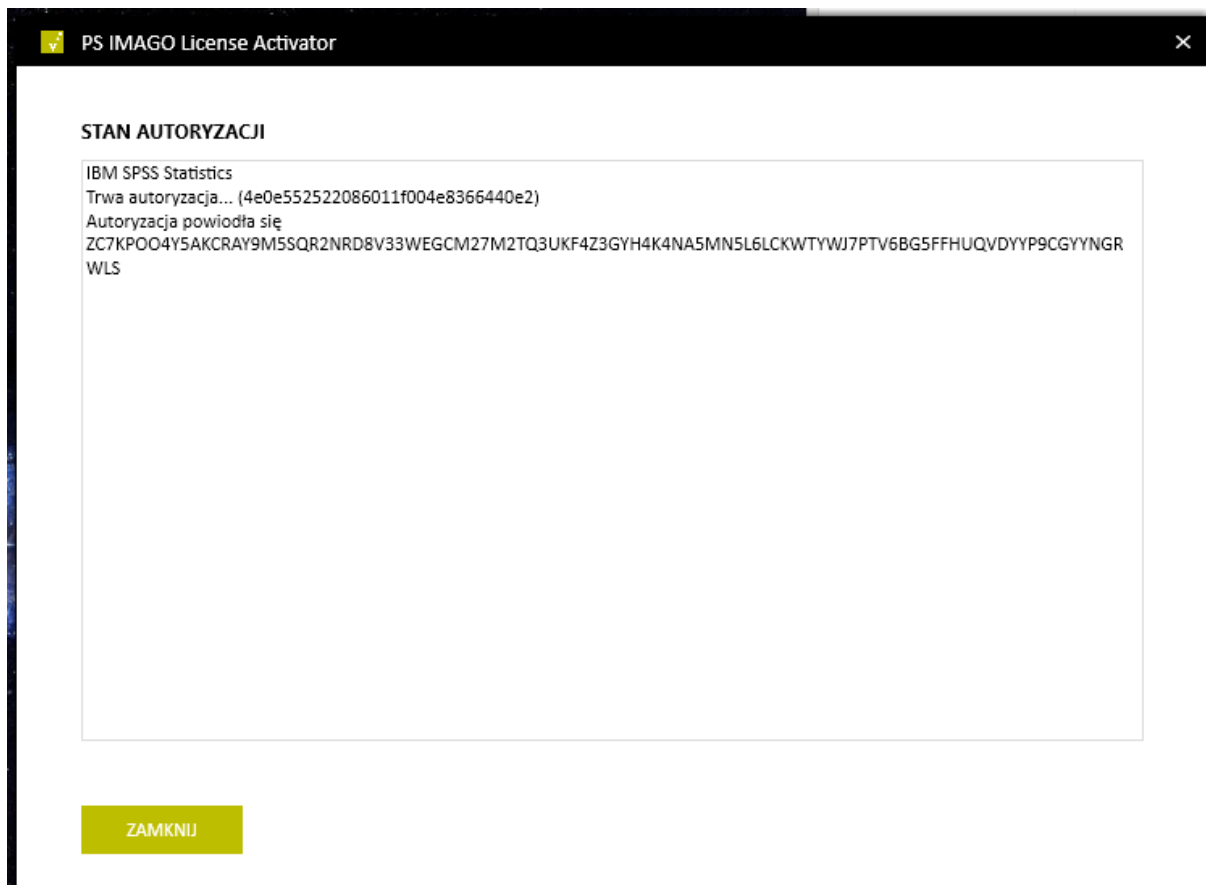 PS IMAGO License Activator
STAN AUTORYZACJI
IBM SPSS Statistics
Trwa autoryzacja... (4e0e552522086011f004e8366440e2)
Autoryzacja powiodła się
ZC7KPOO4Y5AKCRAY9M5SQR2NRD8V33WEGCM27M2TQ3UKF4Z3GYH4K4NA5MN5L6LCKWTYWJ7PTV6BG5FFHUQVDYYP9CGYYNGR
WLS
ZAMKNIJ